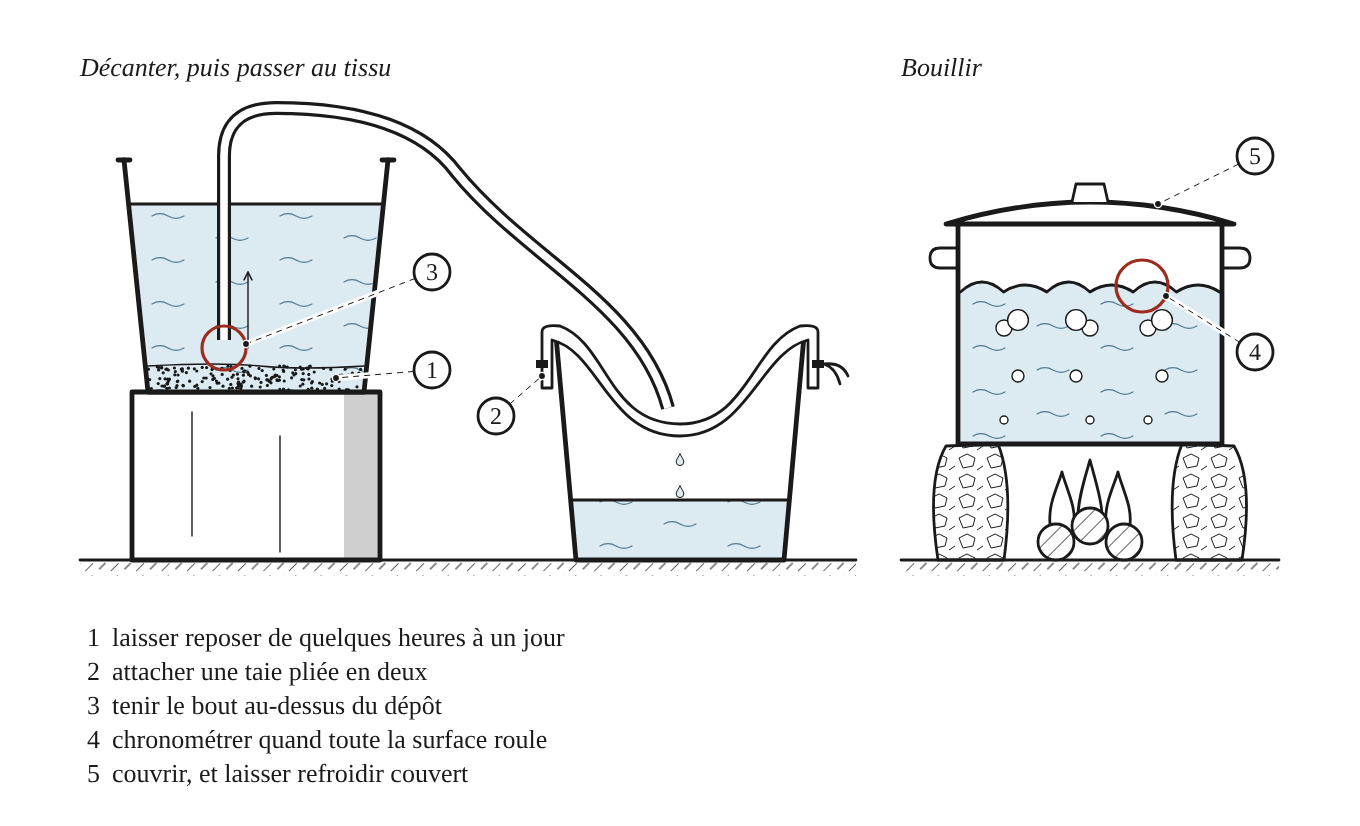 Décanter, puis passer au tissu
Bouillir
5
3
4
1
2
1 laisser reposer de quelques heures à un jour
2 attacher une taie pliée en deux
3 tenir le bout au-dessus du dépôt
4 chronométrer quand toute la surface roule
5 couvrir, et laisser refroidir couvert